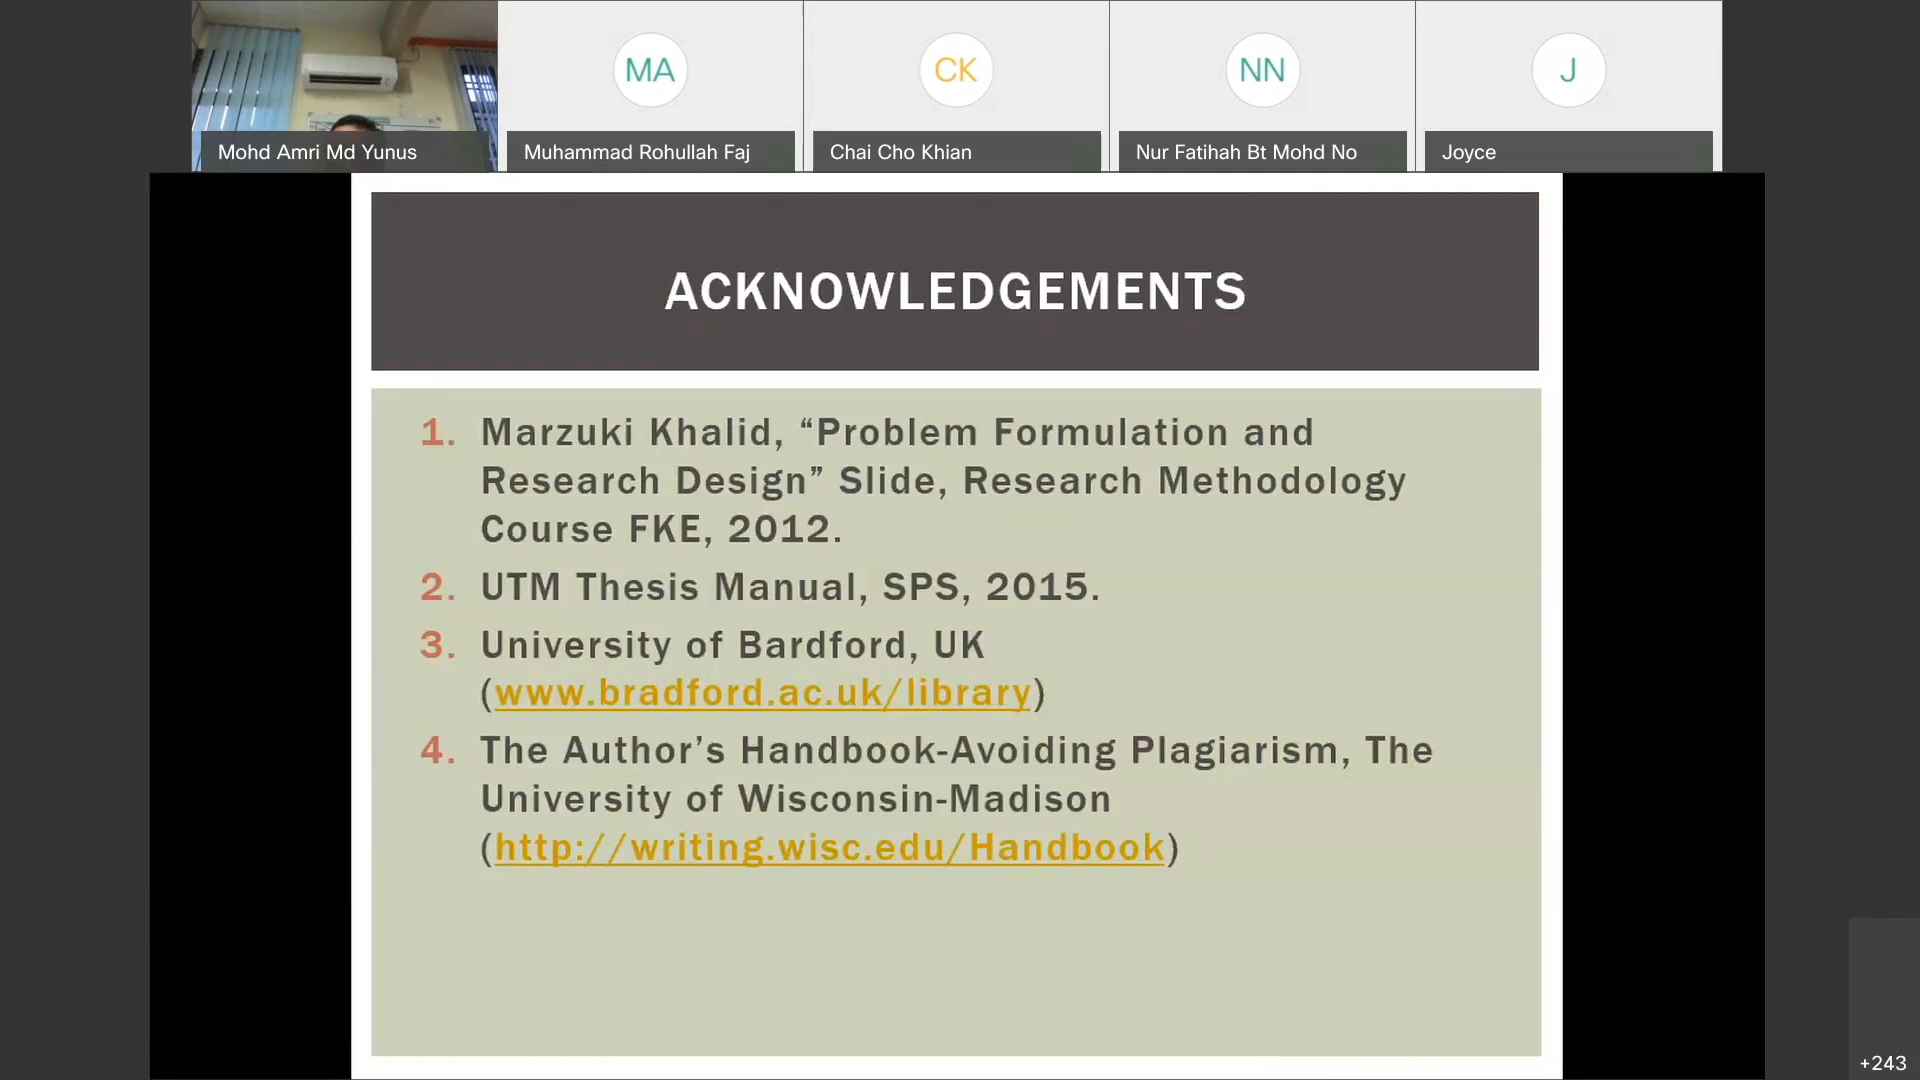 MA
CK
NN
J
Mohd Amri Md Yunus
Muhammad Rohullah Faj
Chai Cho Khian
Nur Fatihah Bt Mohd No
Joyce
ACKNOWLEDGEMENTS
1. Marzuki Khalid, “Problem Formulation and
Research Design” Slide, Research Methodology
Course FKE, 2012.
2. UTM Thesis Manual, SPS, 2015.
3. University of Bardford, UK
(www.bradford.ac.uk/library)
4. The Author’s Handbook-Avoiding Plagiarism, The
University of Wisconsin-Madison
(http://writing.wisc.edu/Handbook)
+243